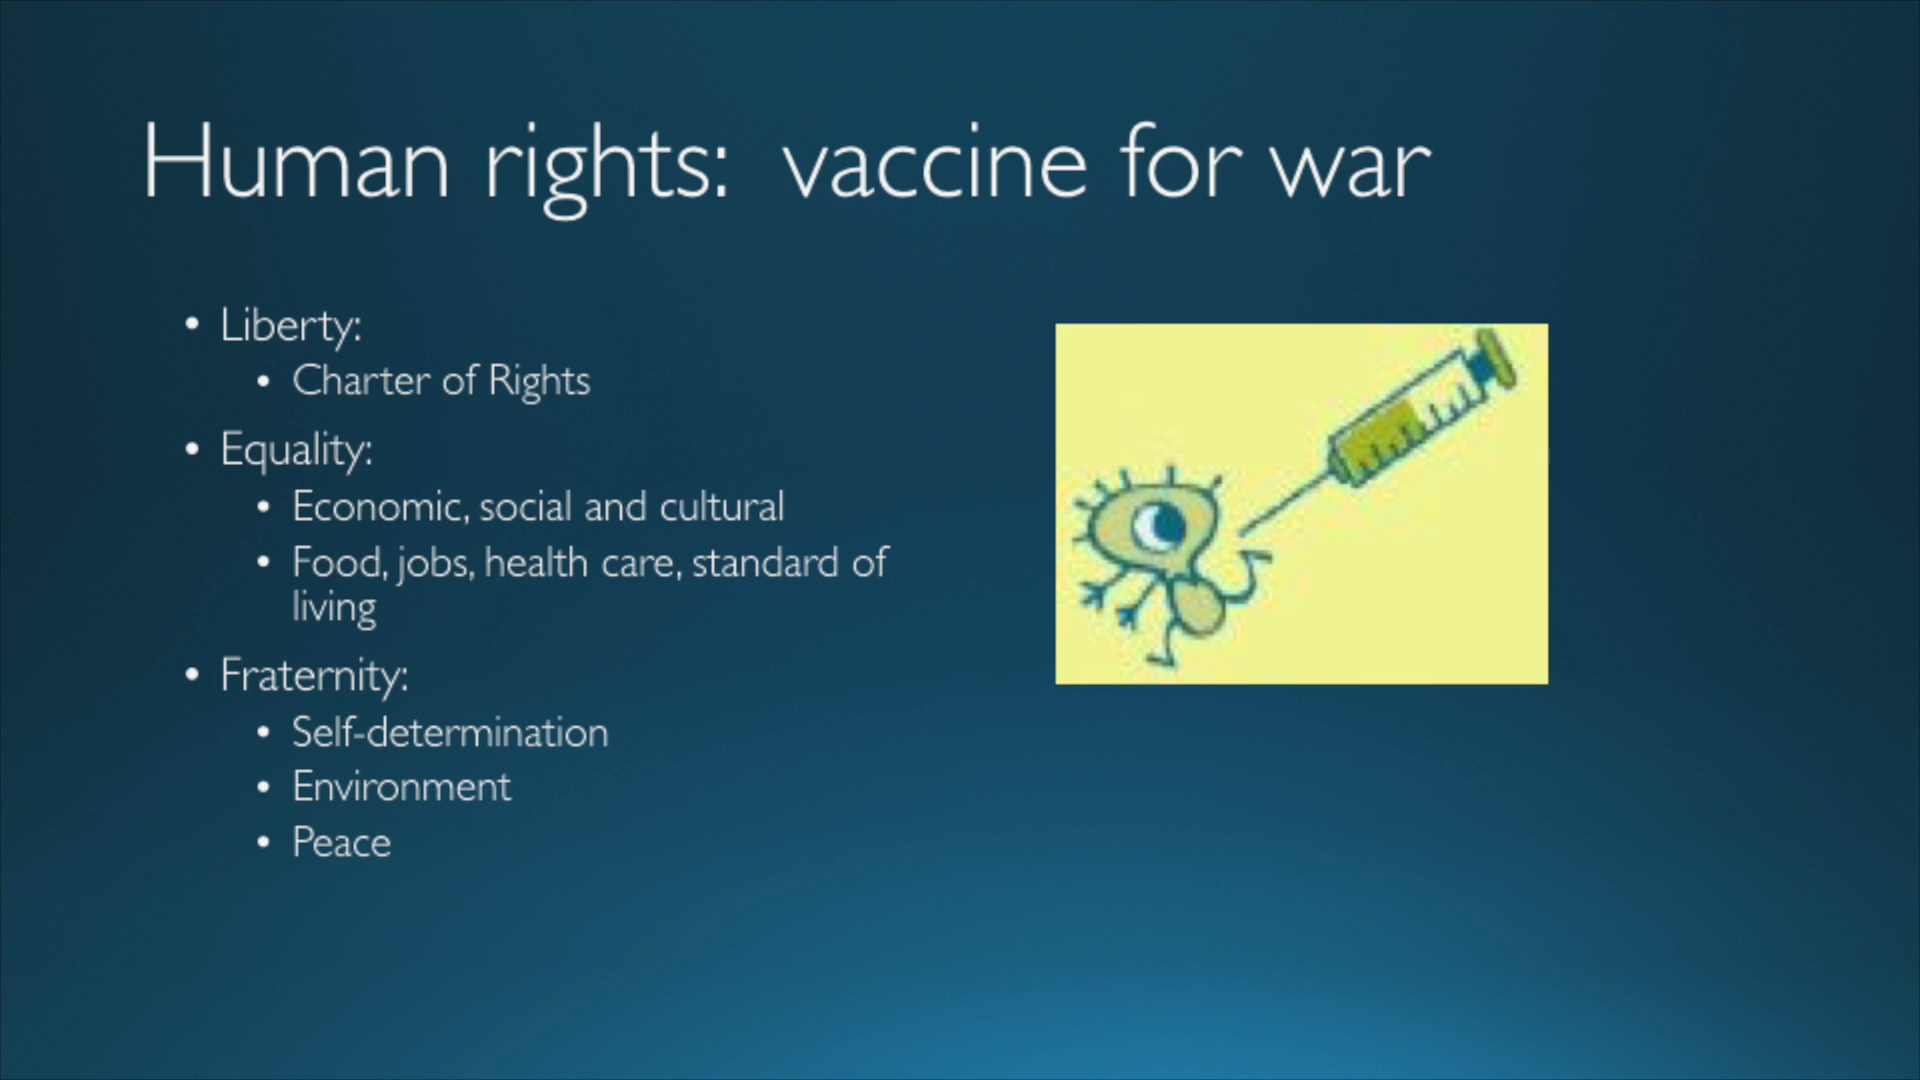 Human rights: vaccine for war
• Liberty:
• Charter of Rights
• Equality:
• Economic, social and cultural
• Food, jobs, health care, standard of
living
• Fraternity:
• Self-determination
• Environment
• Peace